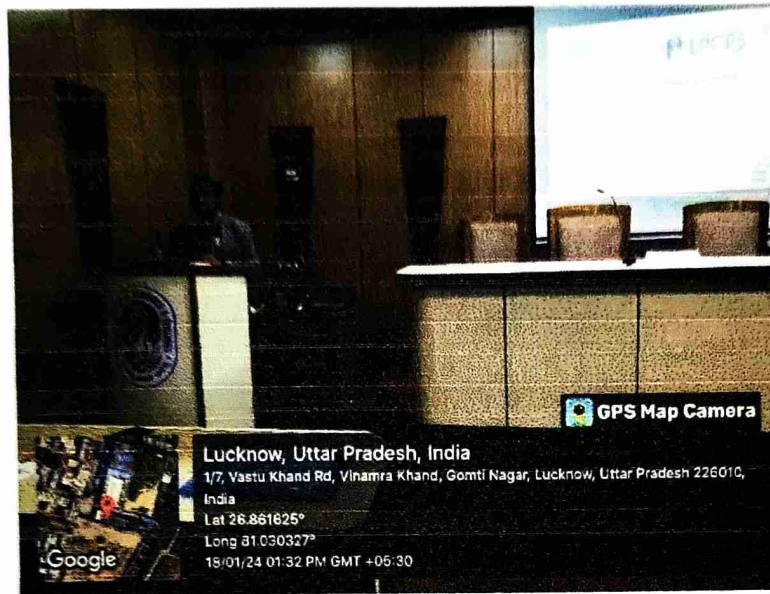 GPS Map Camera
Lucknow, Uttar Pradesh, India
1/7, Vastu Khand Rd, Vinamra Khand, Gomti Nagar, Lucknow, Uttar Pradesh 226010,
India
Lat 26.861625°
Long 81.030327°
18/01/24 01:32 PM GMT +05:30
Google